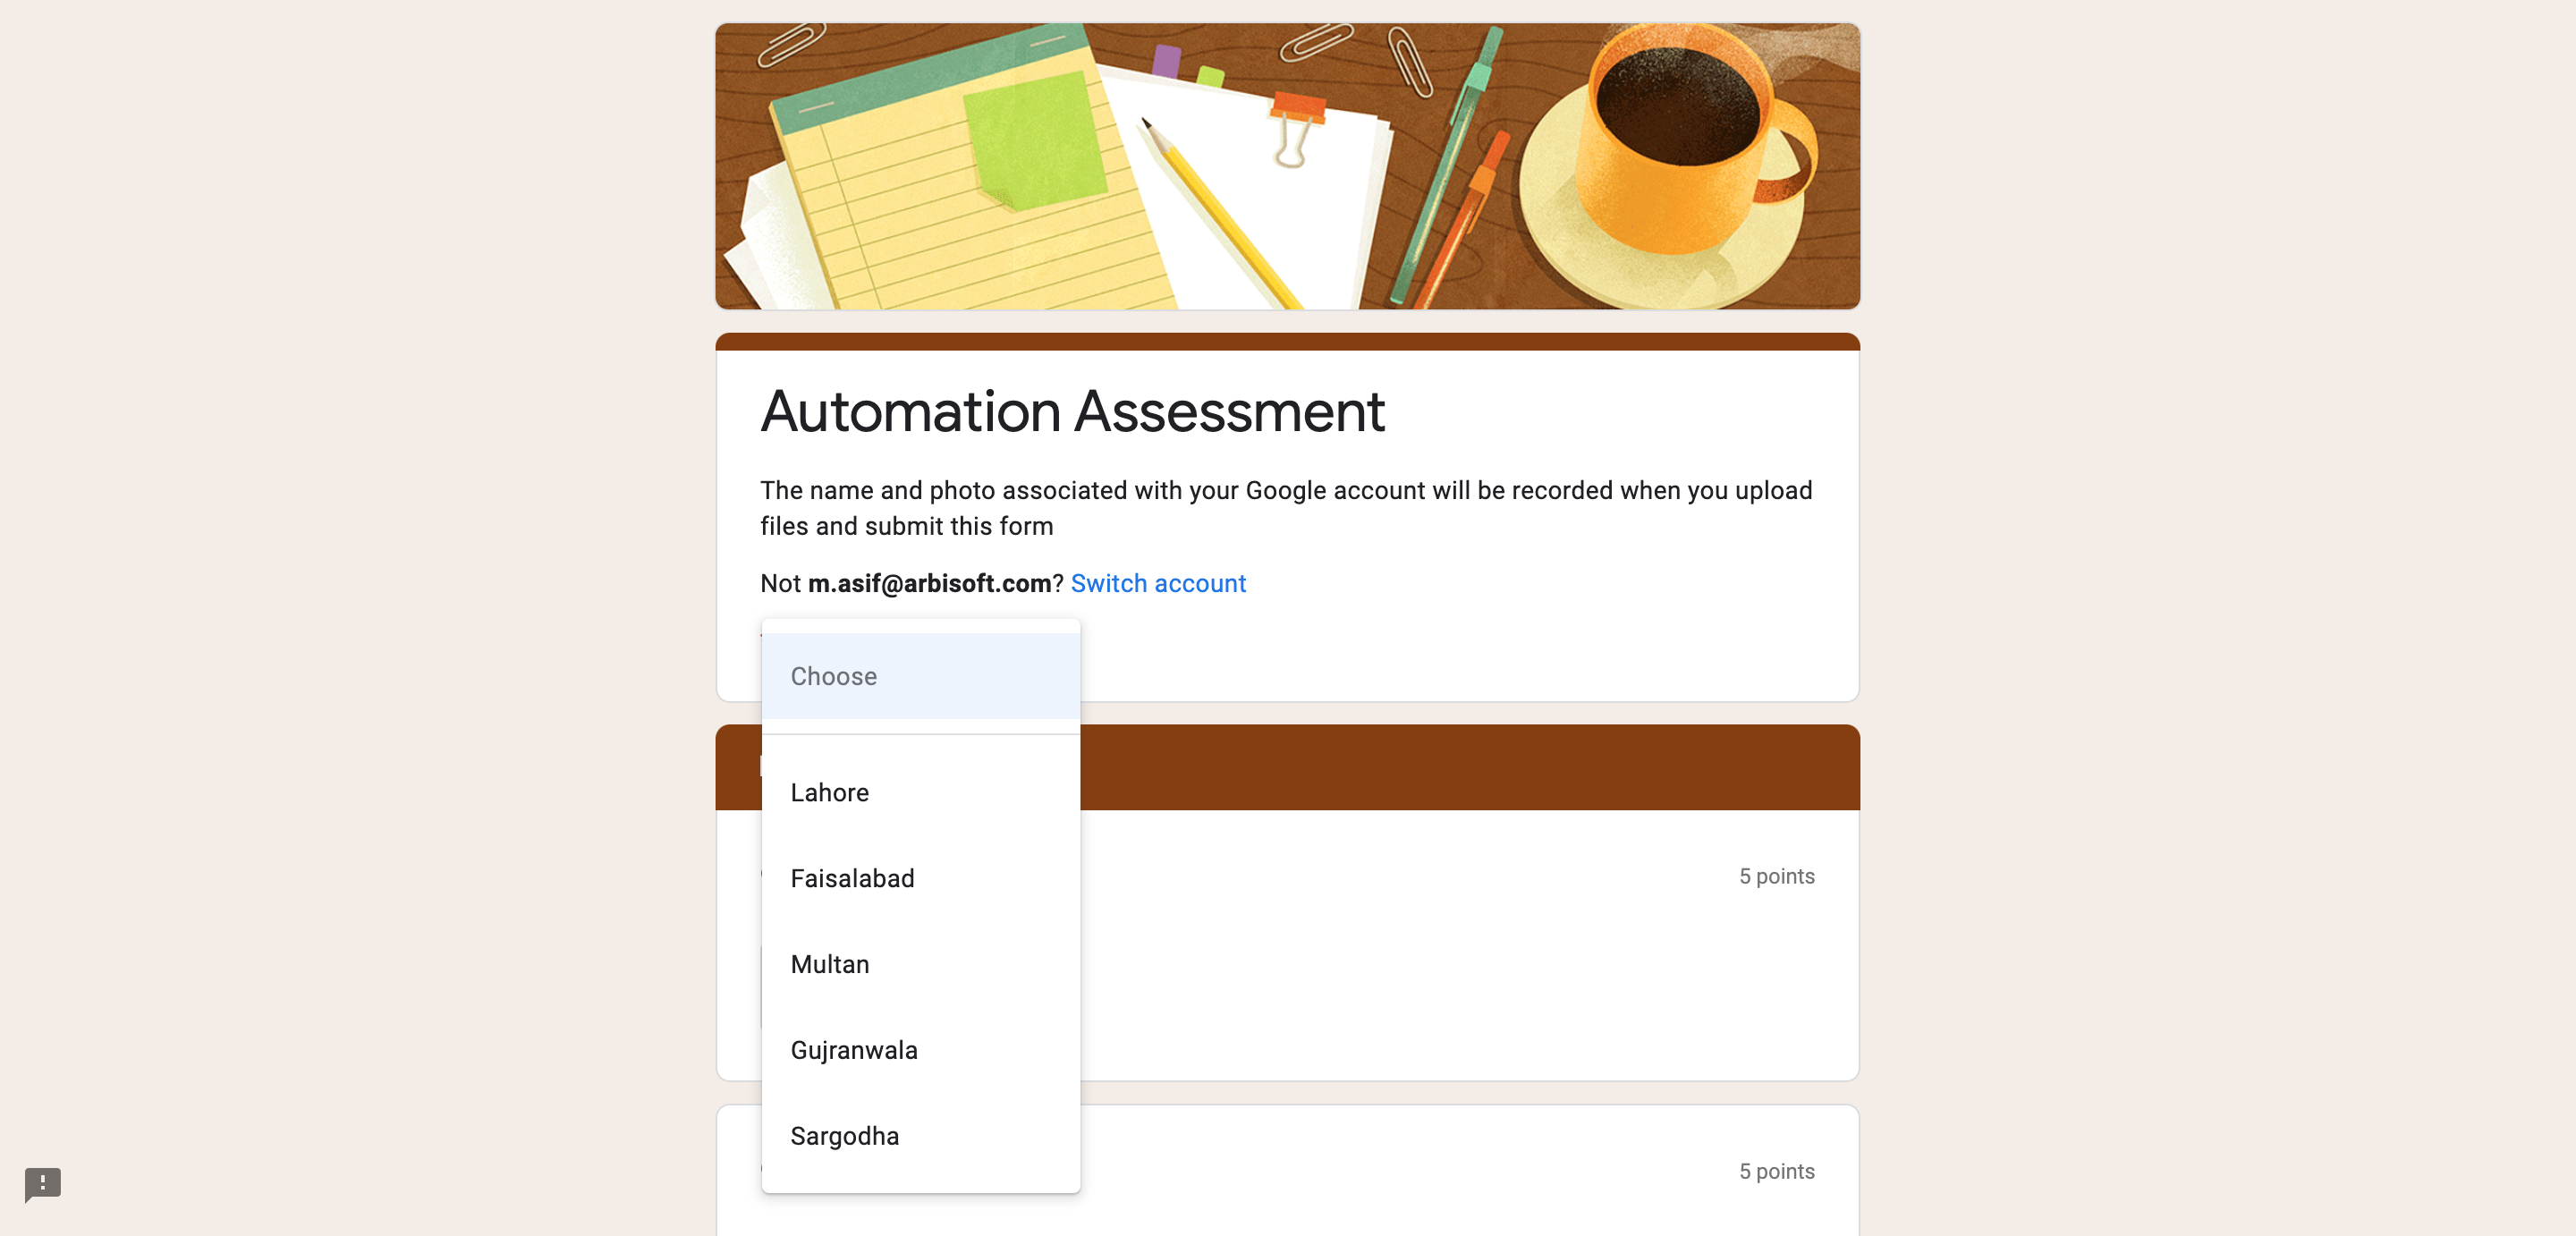 Automation Assessment
The name and photo associated with your Google account will be recorded when you upload
files and submit this form
Not m.asif@arbisoft.com? Switch account
Choose
Lahore
Faisalabad
5 points
Multan
Gujranwala
Sargodha
5 points